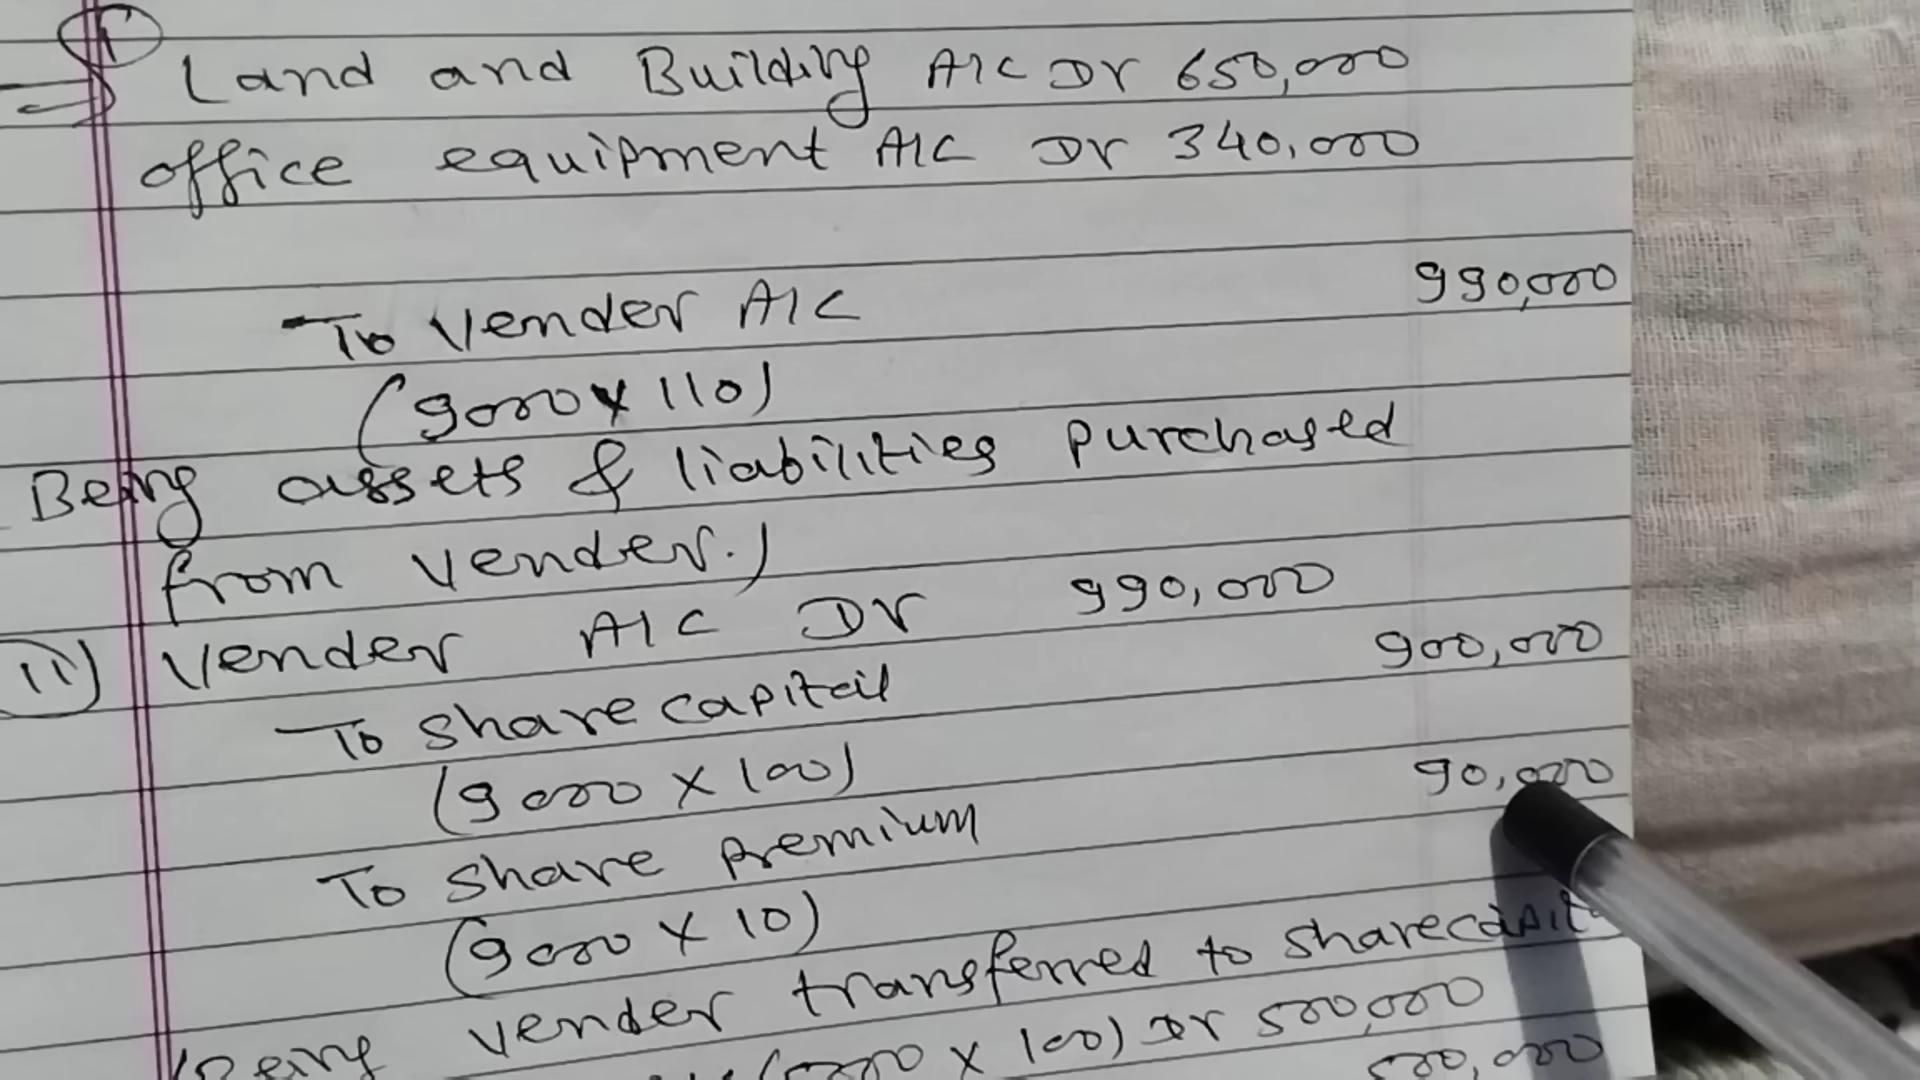 i
Land and Building A/C Dr 650,000
office equipment A/C Dr 340,000
To Vender A/C 990,000
(9000 x 110)
Being assets & liabilities purchased
from vender.)
ii) Vender A/C Dr 990,000
To share capital 900,000
(9000 x 100)
To share premium 90,000
(9000 x 10)
(Being vender transferred to sharecapit
x 100) Dr 500,000
500,000